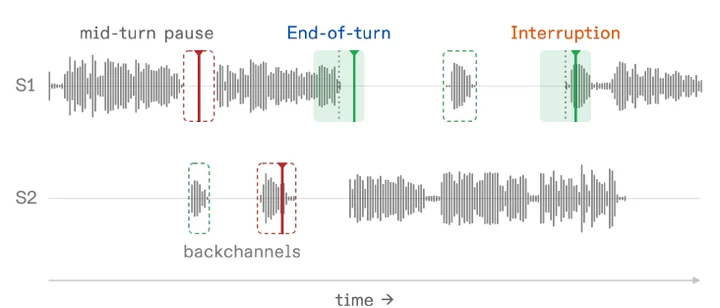 mid-turn pause End-of-turn Interruption
S1
S2
backchannels
time →